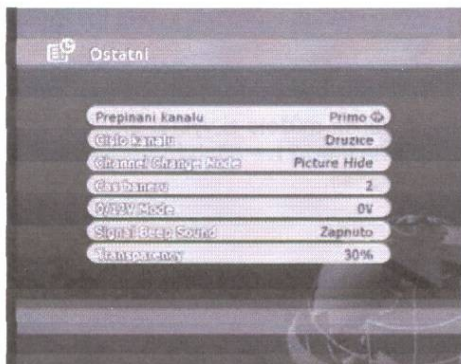 Ostatni
Prepinani kanalu Primo
Cislo kanalu Druzice
Channel Change Mode Picture Hide
Cas baneru 2
0/12V Mode 0V
Signal Beep Sound Zapnuto
Transparency 30%